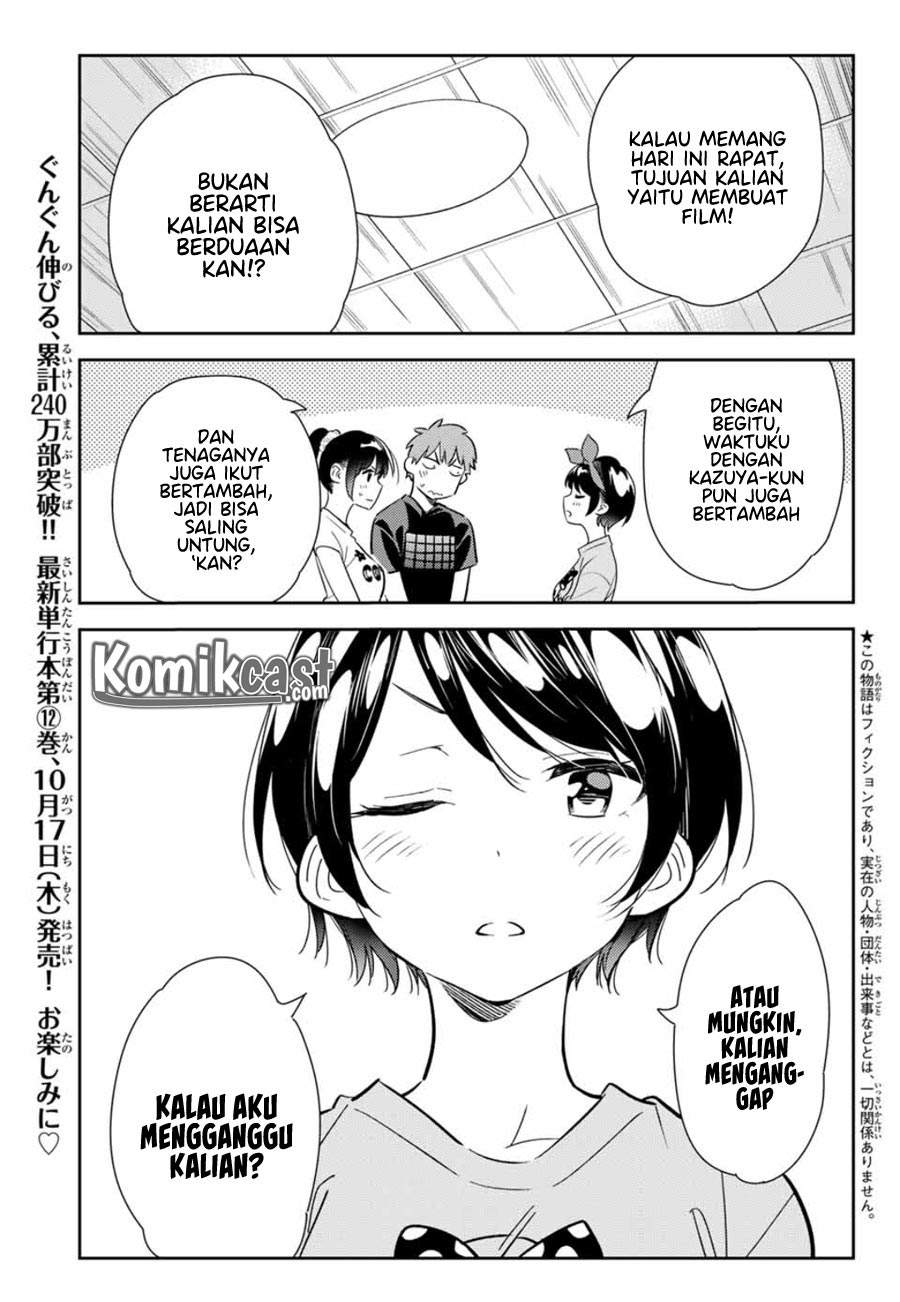 KALAU MEMANG
HARI INI RAPAT,
TUJUAN KALIAN
YAITU MEMBUAT
FILM!
BUKAN
BERARTI
KALIAN BISA
BERDUAAN
KAN!?
DENGAN
BEGITU,
WAKTUKU
DENGAN
KAZUYA-KUN
PUN JUGA
BERTAMBAH
DAN
TENAGANYA
JUGA IKUT
BERTAMBAH,
JADI BISA
SALING
UNTUNG,
'KAN?
Komikcast
.com
ATAU
MUNGKIN,
KALIAN
MENGANG-
GAP
KALAU AKU
MENGGANGGU
KALIAN?
★この物語はフィクションであり、実在の人物・団体・出来事などとは、一切関係ありません。
ぐんぐん伸びる、累計240万部突破!! 最新単行本第⑫巻、10月17日(木)発売! お楽しみに♡